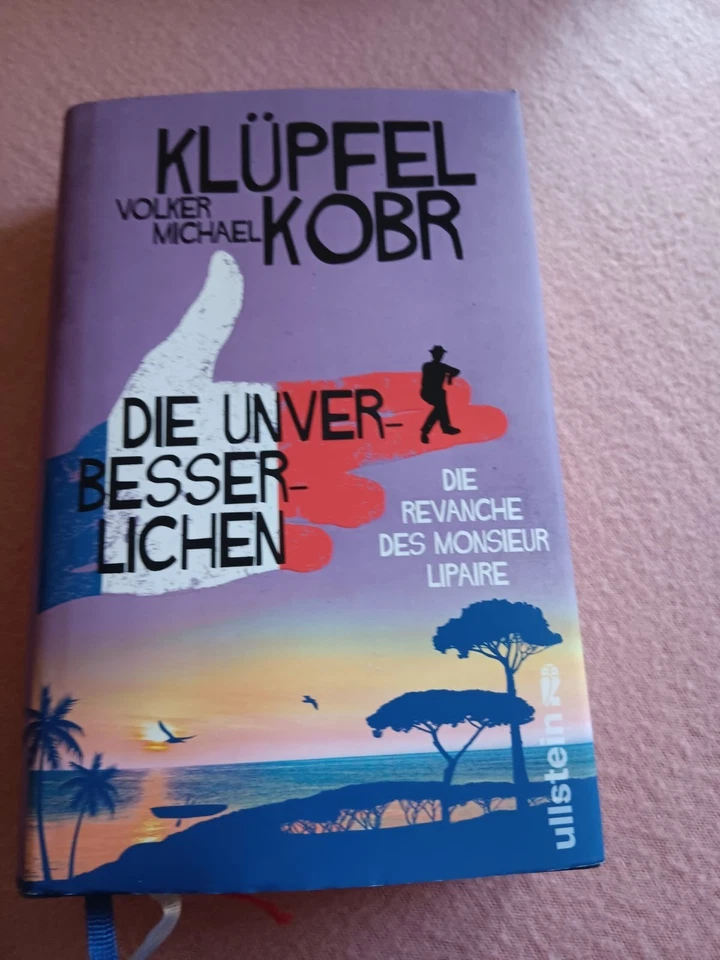 KLÜPFEL
VOLKER
MICHAEL KOBR
DIE UNVER-
BESSER-
LICHEN
DIE
REVANCHE
DES MONSIEUR
LIPAIRE
ullstein